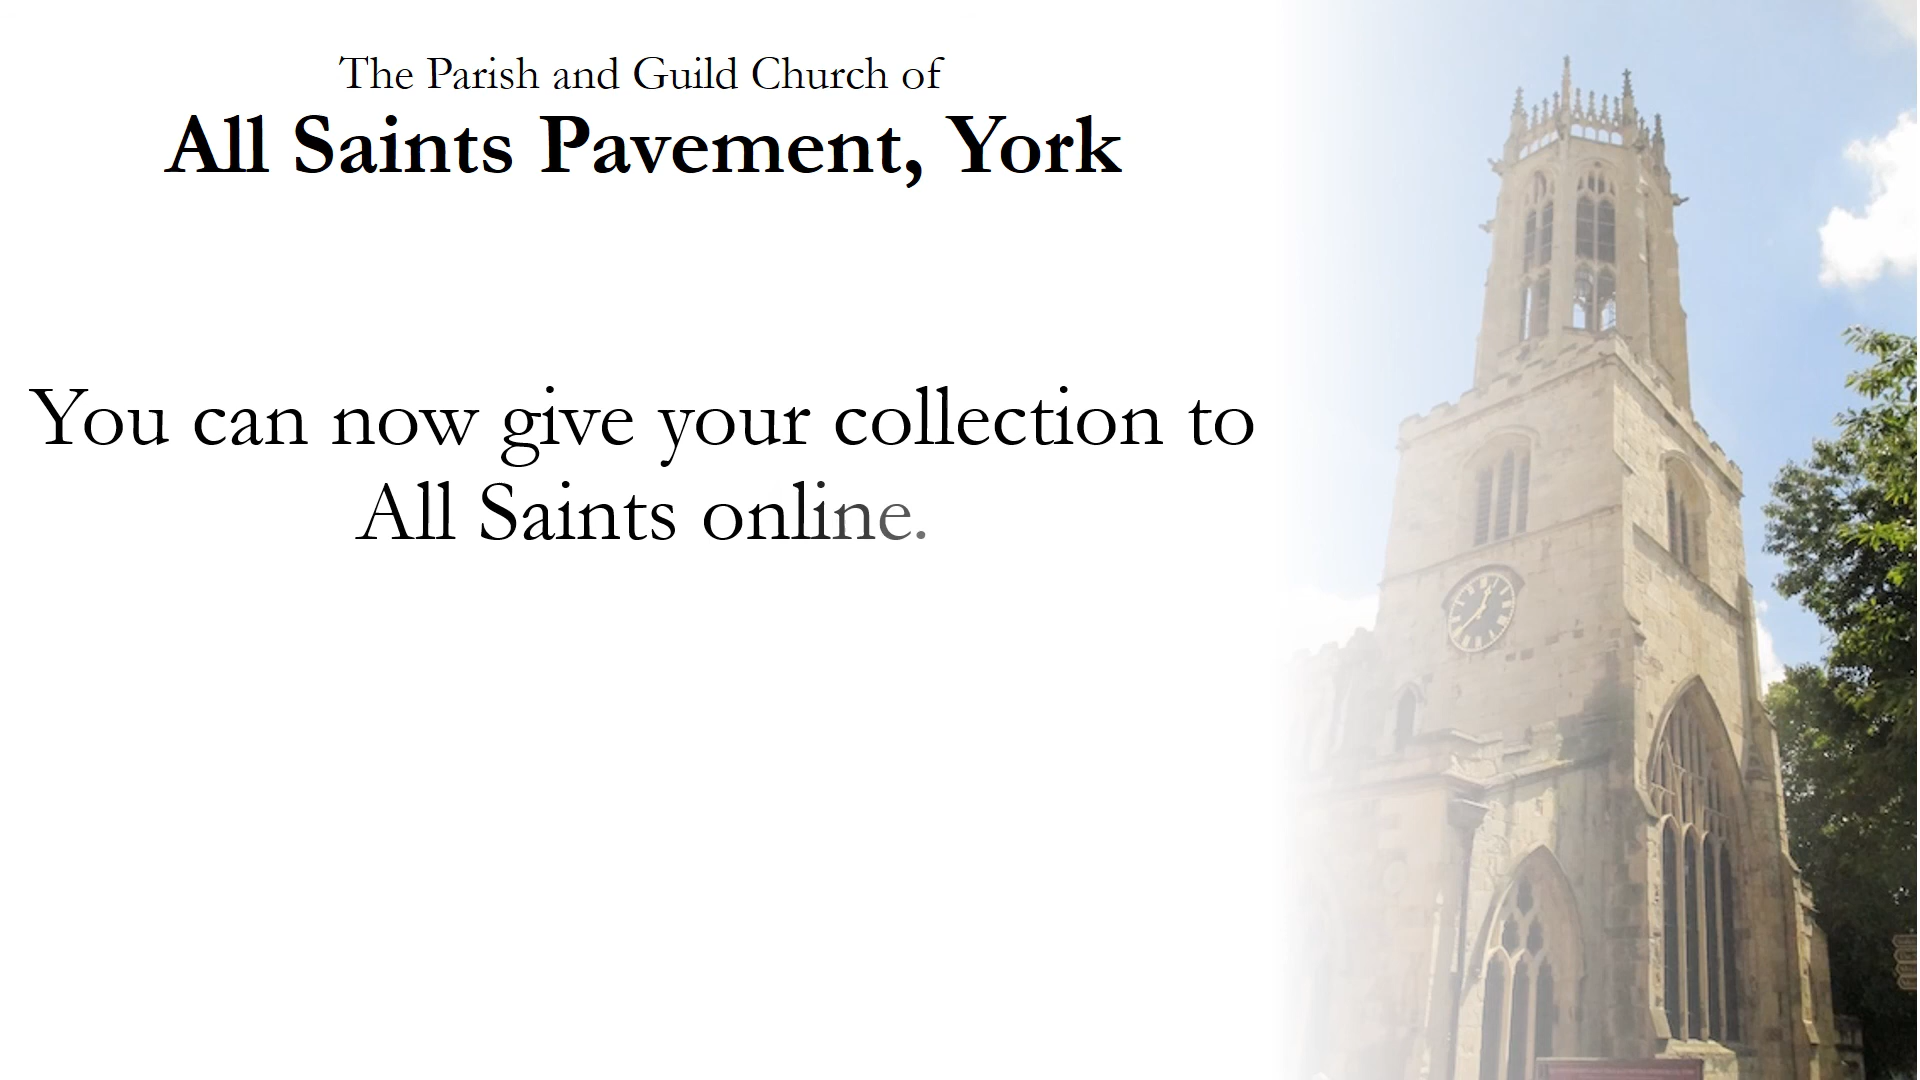 The Parish and Guild Church of
All Saints Pavement, York
You can now give your collection to
All Saints online.